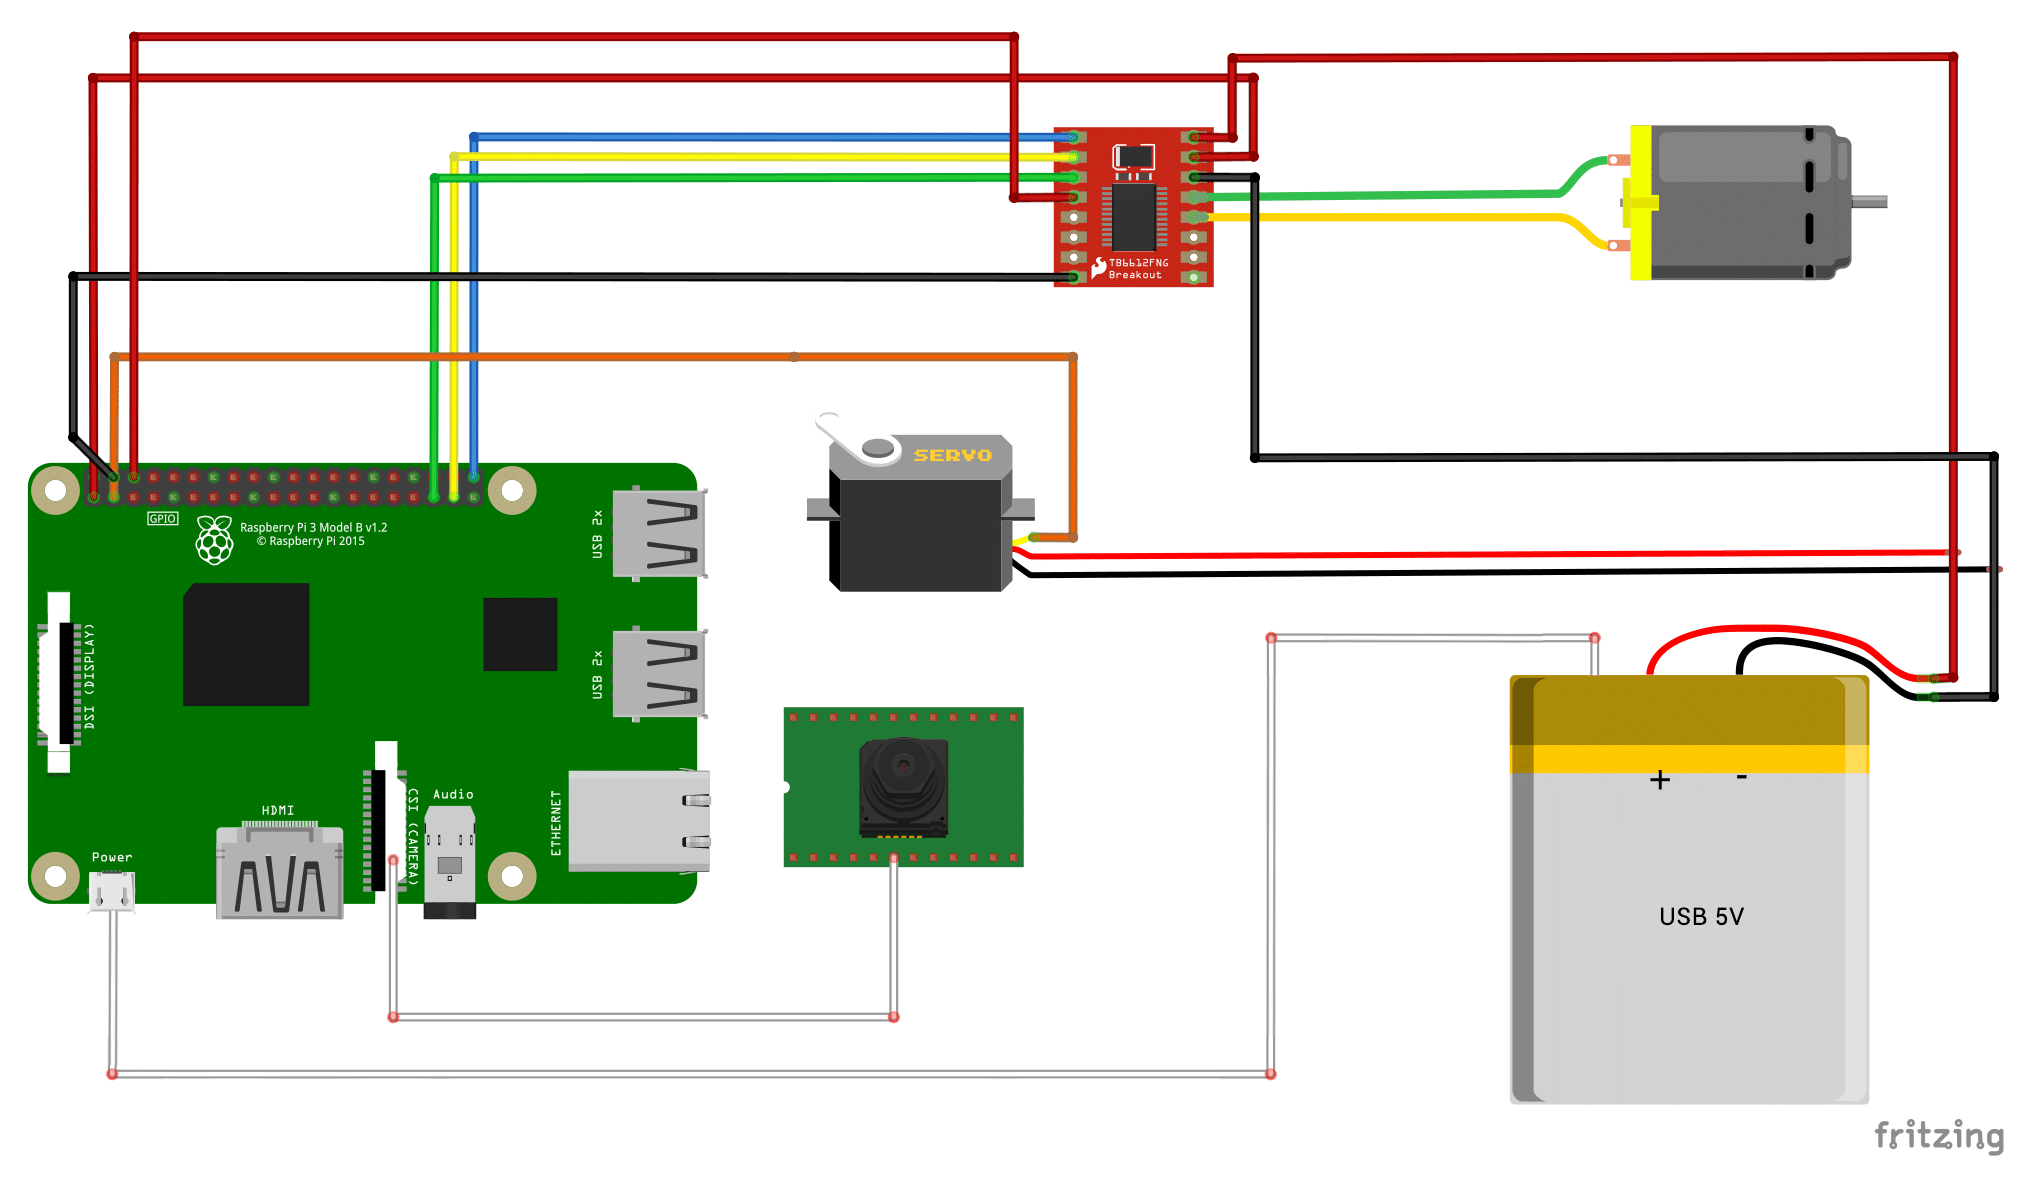 TB6612FNG
Breakout
SERVO
GPIO
Raspberry Pi 3 Model B v1.2
© Raspberry Pi 2015
USB 2x
USB 2x
DSI (DISPLAY)
ETHERNET
CSI (CAMERA)
Audio
HDMI
Power
+ -
USB 5V
fritzing